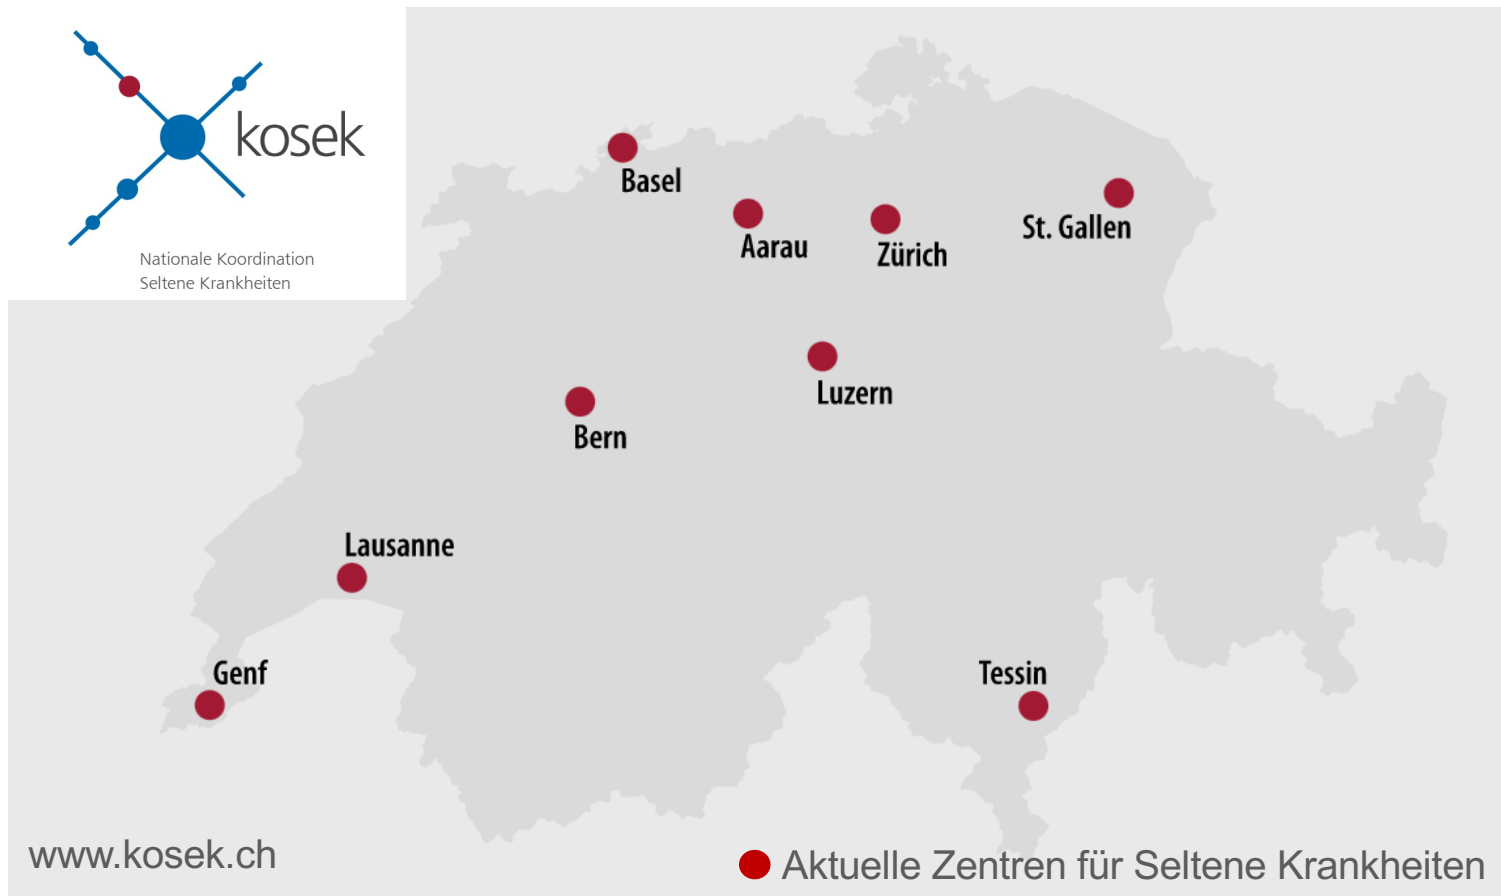 kosek
Nationale Koordination
Seltene Krankheiten
Basel
Aarau
Zürich
St. Gallen
Luzern
Bern
Lausanne
Genf
Tessin
www.kosek.ch
Aktuelle Zentren für Seltene Krankheiten